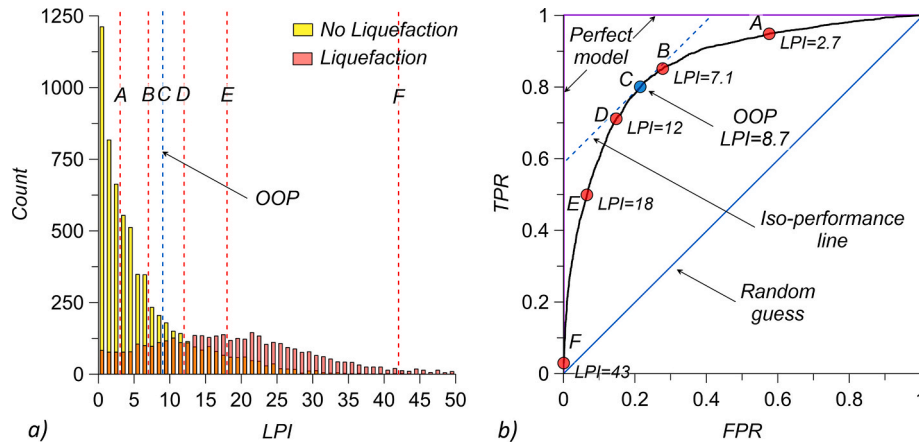 No Liquefaction
Liquefaction
1250
1000
750
500
250
0
Count
A
B
C
D
E
F
OOP
0
5
10
15
20
25
30
35
40
45
50
LPI
a)
1
0.8
0.6
0.4
0.2
0
TPR
Perfect
model
A
LPI=2.7
B
LPI=7.1
C
OOP
LPI=8.7
D
LPI=12
E
LPI=18
Iso-performance
line
Random
guess
F
LPI=43
0
0.2
0.4
0.6
0.8
1
FPR
b)